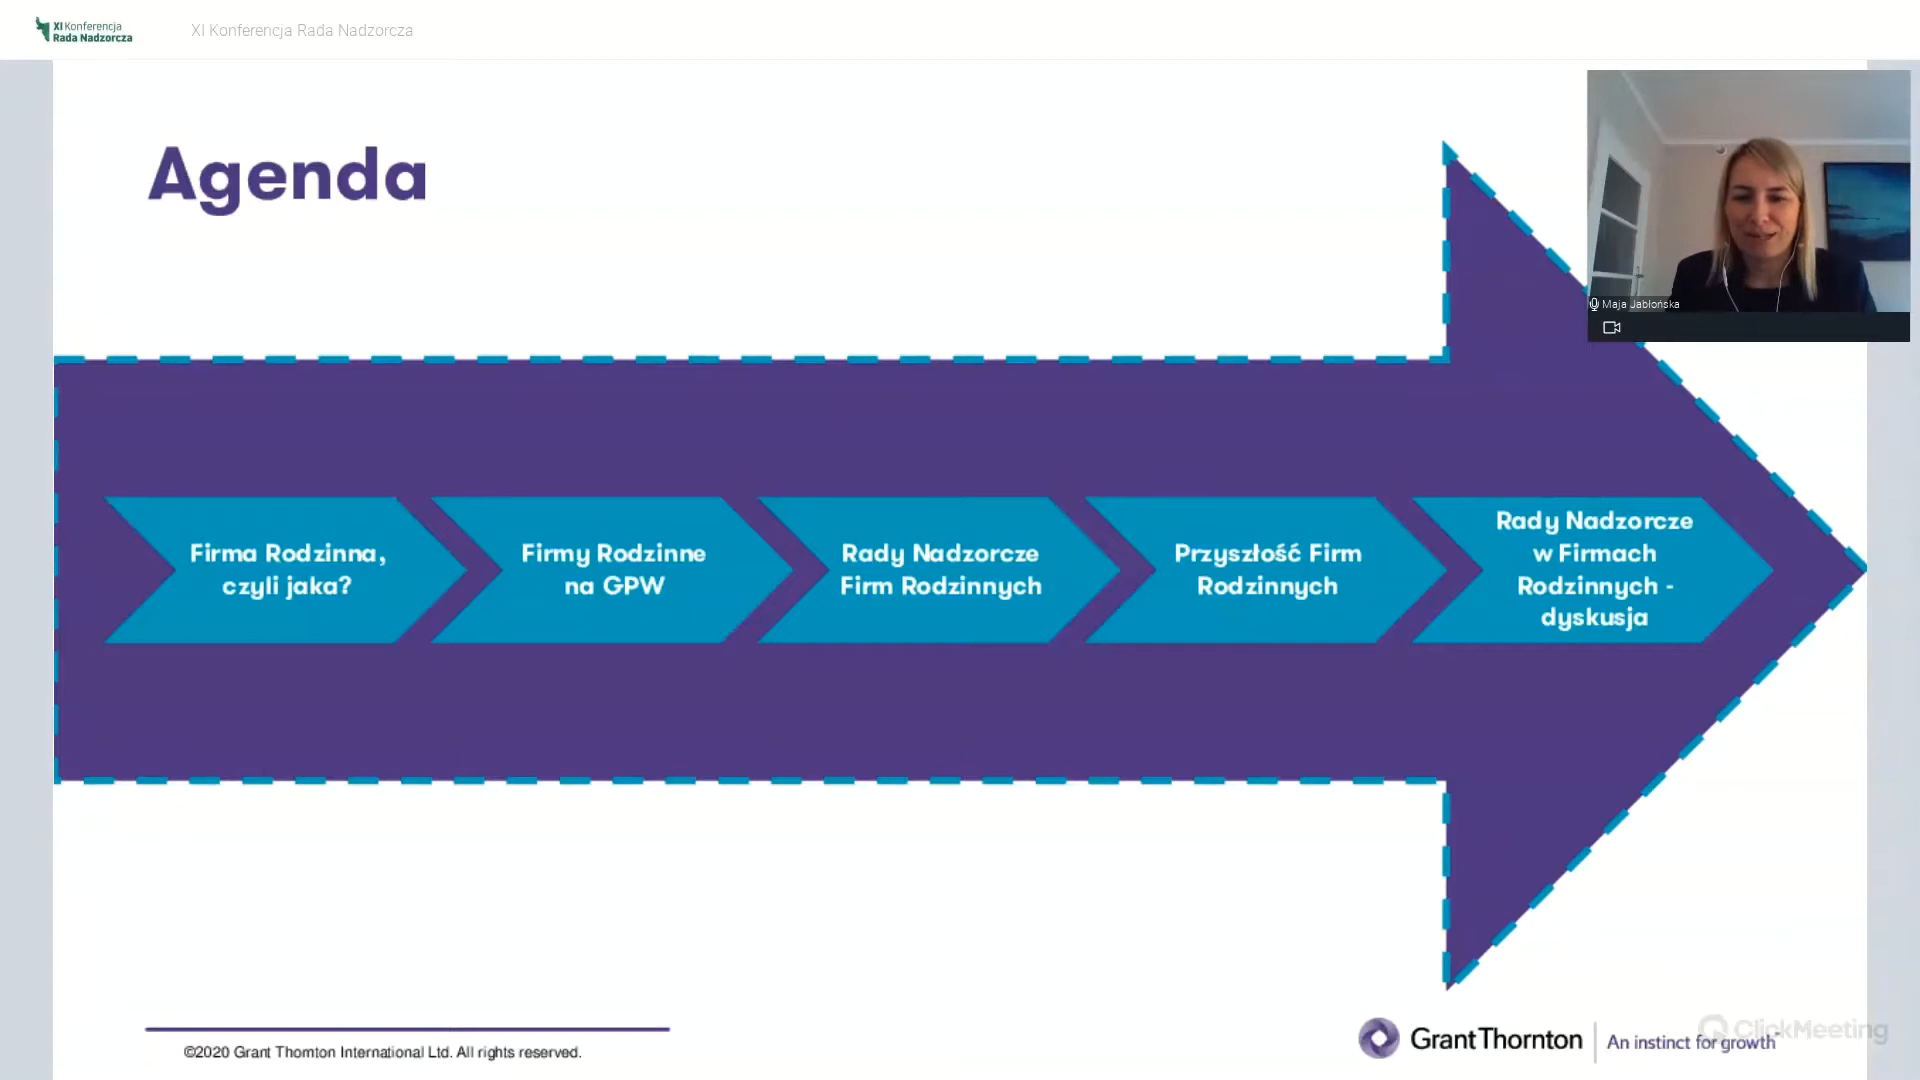 XI Konferencja
Rada Nadzorcza
XI Konferencja Rada Nadzorcza
Agenda
Maja Jabłońska
Firma Rodzinna,
czyli jaka?
Firmy Rodzinne
na GPW
Rady Nadzorcze
Firm Rodzinnych
Przyszłość Firm
Rodzinnych
Rady Nadzorcze
w Firmach
Rodzinnych -
dyskusja
©2020 Grant Thornton International Ltd. All rights reserved.
Grant Thornton
An instinct for growth
ClickMeeting